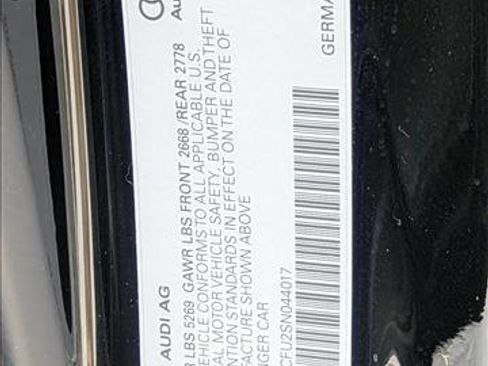 AUDI AG
Au
R LBS 5269 GAWR LBS FRONT 2668 /REAR 2778
VEHICLE CONFORMS TO ALL APPLICABLE U.S.
AL MOTOR VEHICLE SAFETY, BUMPER AND THEFT
NTION STANDARDS IN EFFECT ON THE DATE OF
FACTURE SHOWN ABOVE
NGER CAR
CFU2SN044017
GERMA